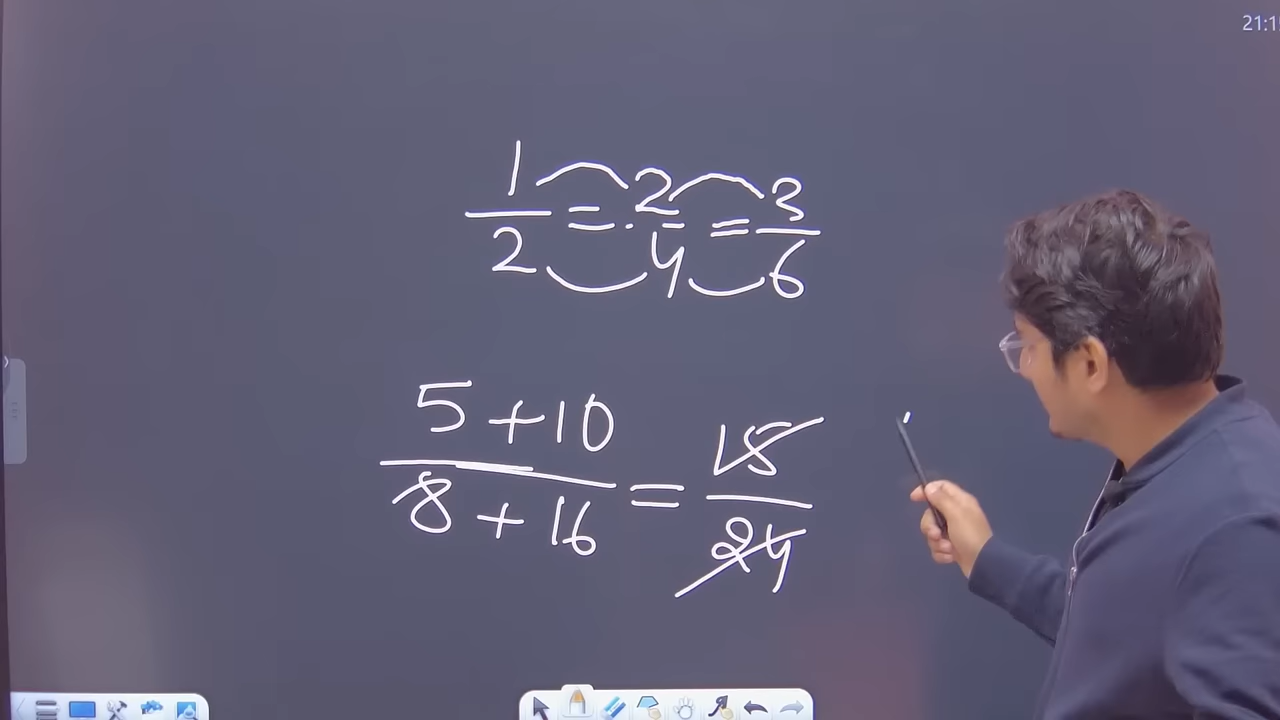 21:1
1/2 = 2/4 = 3/6
5+10/8+16 = 15/24